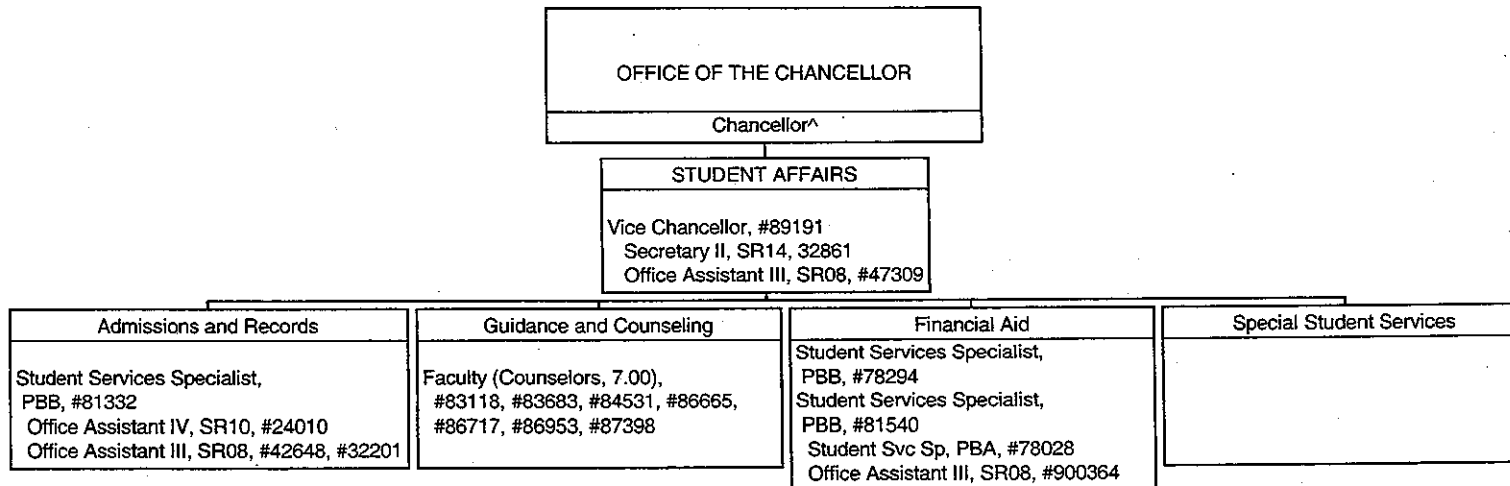 OFFICE OF THE CHANCELLOR
Chancellor^
STUDENT AFFAIRS
Vice Chancellor, #89191
Secretary II, SR14, 32861
Office Assistant III, SR08, #47309
Admissions and Records
Student Services Specialist,
PBB, #81332
Office Assistant IV, SR10, #24010
Office Assistant III, SR08, #42648, #32201
Guidance and Counseling
Faculty (Counselors, 7.00),
#83118, #83683, #84531, #86665,
#86717, #86953, #87398
Financial Aid
Student Services Specialist,
PBB, #78294
Student Services Specialist,
PBB, #81540
Student Svc Sp, PBA, #78028
Office Assistant III, SR08, #900364
Special Student Services